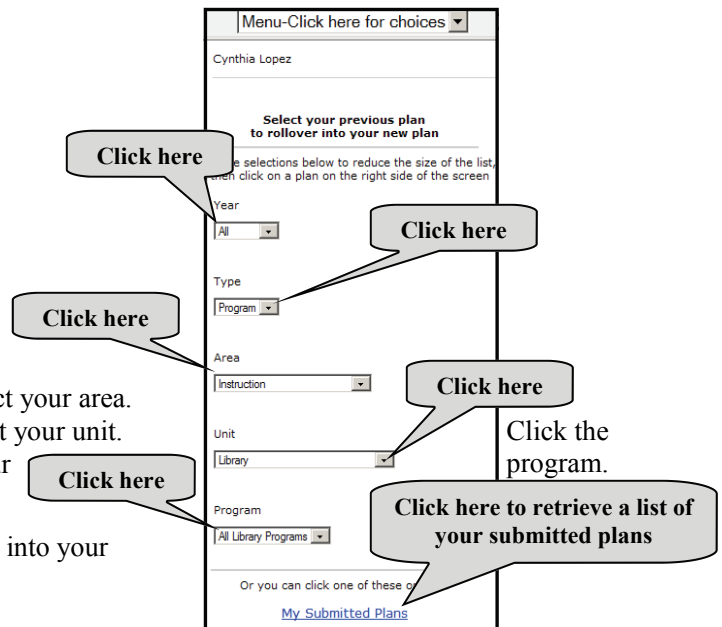 Menu-Click here for choices
Cynthia Lopez
Select your previous plan
to rollover into your new plan
Click here
selections below to reduce the size of the list,
then click on a plan on the right side of the screen
Year
All
Click here
Type
Program
Click here
Area
Instruction
Click here
your area.
Unit
Click the
your unit.
Library
program.
Click here
Program
Click here to retrieve a list of
your submitted plans
All Library Programs
into your
Or you can click one of these
My Submitted Plans